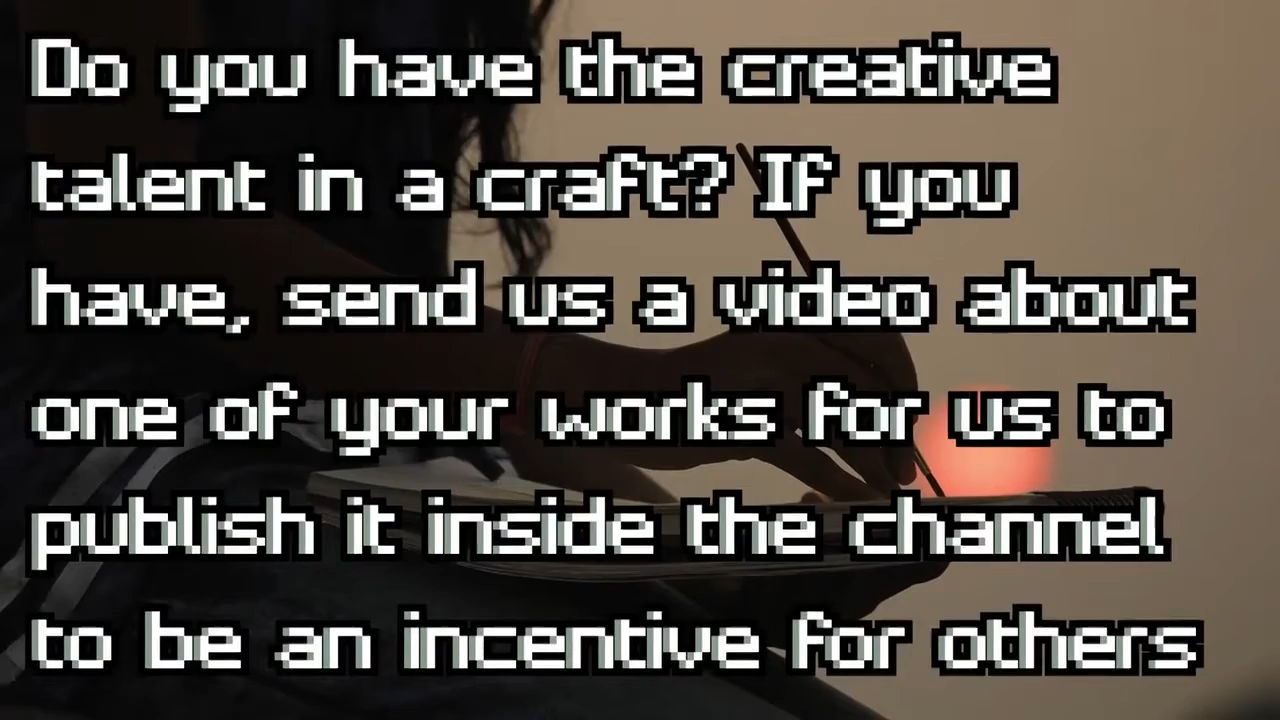 Do you have the creative
talent in a craft? If you
have, send us a video about
one of your works for us to
publish it inside the channel
to be an incentive for others